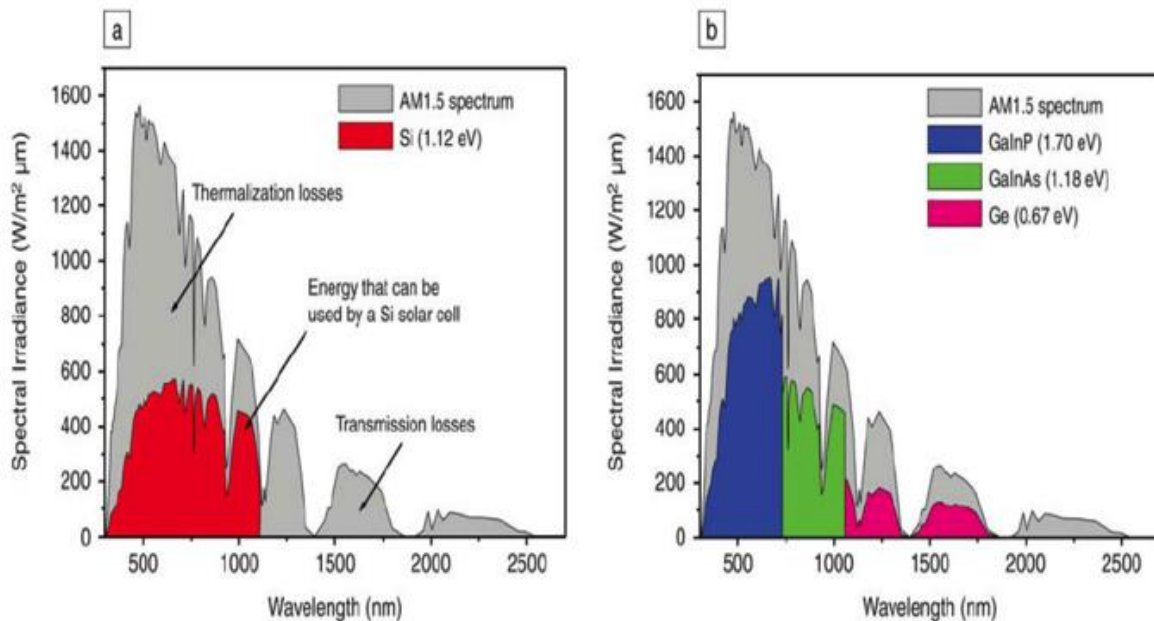 a
1600
1400
1200
1000
800
600
400
200
0
Spectral Irradiance (W/m² μm)
AM1.5 spectrum
Si (1.12 eV)
Thermalization losses
Energy that can be
used by a Si solar cell
Transmission losses
500
1000
1500
2000
2500
Wavelength (nm)
b
1600
1400
1200
1000
800
600
400
200
0
Spectral Irradiance (W/m² μm)
AM1.5 spectrum
GaInP (1.70 eV)
GaInAs (1.18 eV)
Ge (0.67 eV)
500
1000
1500
2000
2500
Wavelength (nm)